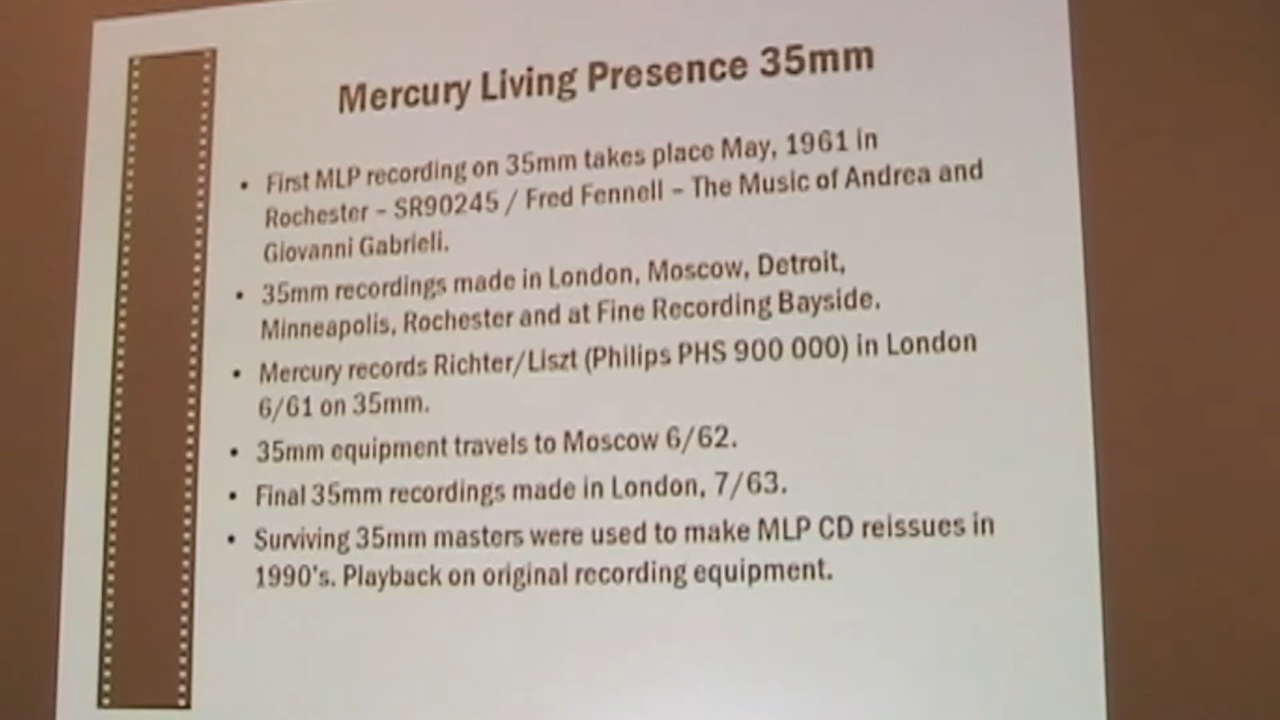 Mercury Living Presence 35mm
• First MLP recording on 35mm takes place May, 1961 in
Rochester – SR90245 / Fred Fennell – The Music of Andrea and
Giovanni Gabrieli.
• 35mm recordings made in London, Moscow, Detroit,
Minneapolis, Rochester and at Fine Recording Bayside.
• Mercury records Richter/Liszt (Philips PHS 900 000) in London
6/61 on 35mm.
• 35mm equipment travels to Moscow 6/62.
• Final 35mm recordings made in London, 7/63.
• Surviving 35mm masters were used to make MLP CD reissues in
1990's. Playback on original recording equipment.